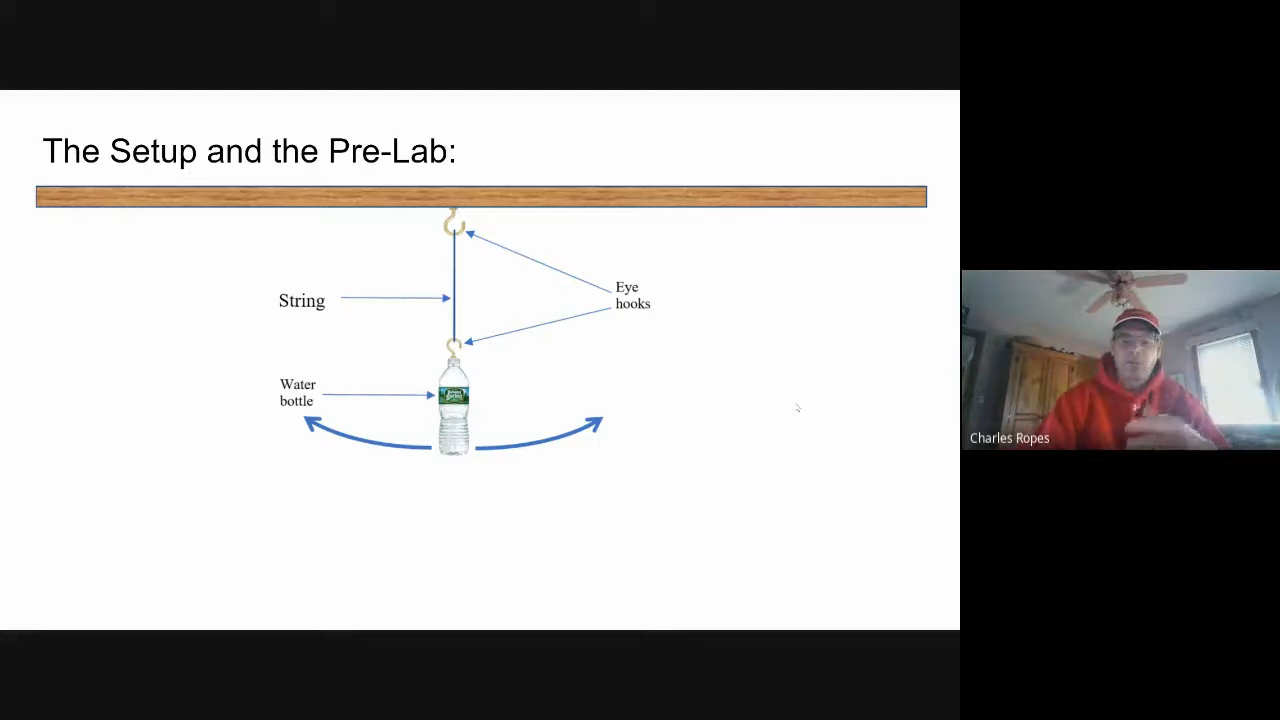 The Setup and the Pre-Lab:
String
Eye
hooks
Water
bottle
Charles Ropes